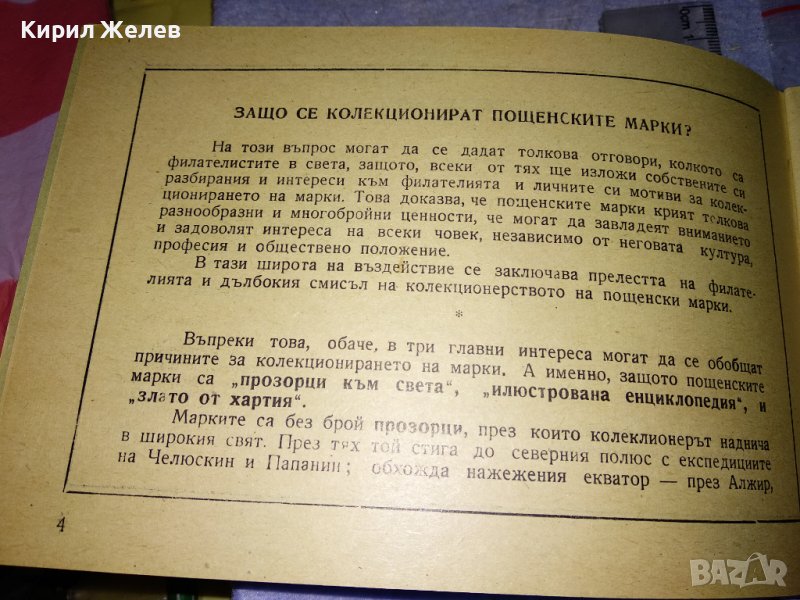 Кирил Желев
ЗАЩО СЕ КОЛЕКЦИОНИРАТ ПОЩЕНСКИТЕ МАРКИ?
На този въпрос могат да се дадат толкова отговори, колкото са
филателистите в света, защото, всеки от тях ще изложи собствените си
разбирания и интереси към филателията и личните си мотиви за колек-
ционирането на марки. Това доказва, че пощенските марки крият толкова
разнообразни и многобройни ценности, че могат да завладеят вниманието
и задоволят интереса на всеки човек, независимо от неговата култура,
професия и обществено положение.
В тази широта на въздействие се заключава прелестта на филате-
лията и дълбокия смисъл на колекционерството на пощенски марки.
*
Въпреки това, обаче, в три главни интереса могат да се обобщат
причините за колекционирането на марки. А именно, защото пощенските
марки са „прозорци към света“, „илюстрована енциклопедия“, и
„злато от хартия“.
Марките са без брой прозорци, през които колеклионерът наднича
в широкия свят. През тях той стига до северния полюс с експедициите
на Челюскин и Папанин; обхожда нажежения екватор — през Алжир,
4
BAZAR